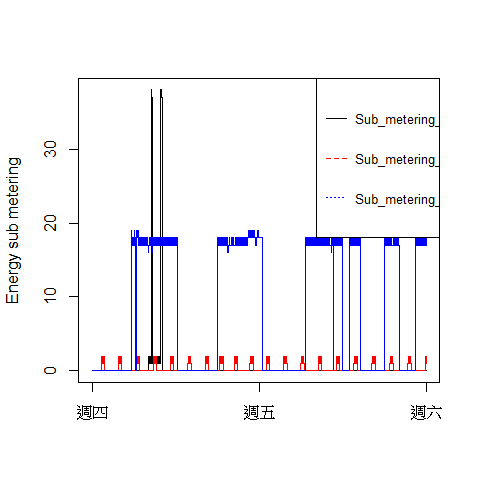 Energy sub metering
30
20
10
0
Sub_metering_
Sub_metering_
Sub_metering_
週四 週五 週六